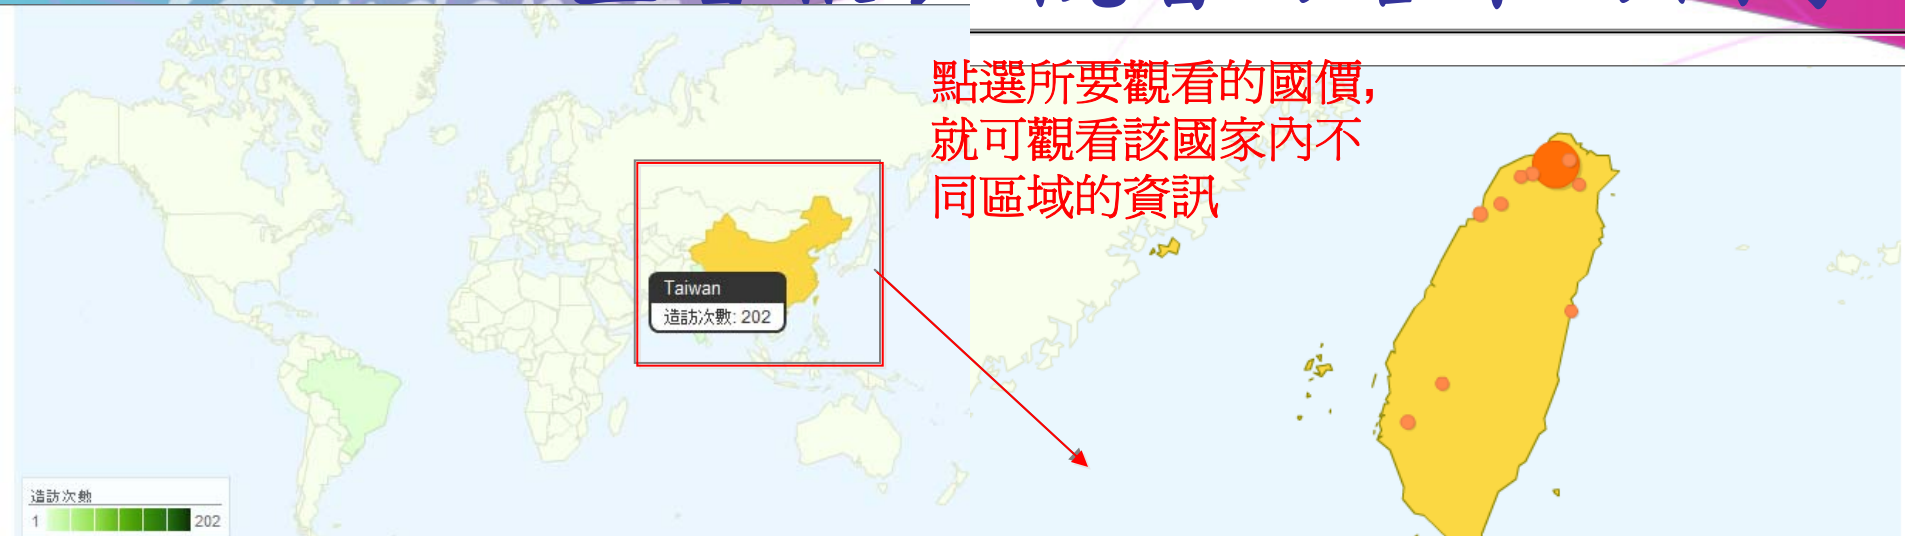 點選所要觀看的國價,
就可觀看該國家內不
同區域的資訊
Taiwan
造訪次數: 202
造訪次數
1 202